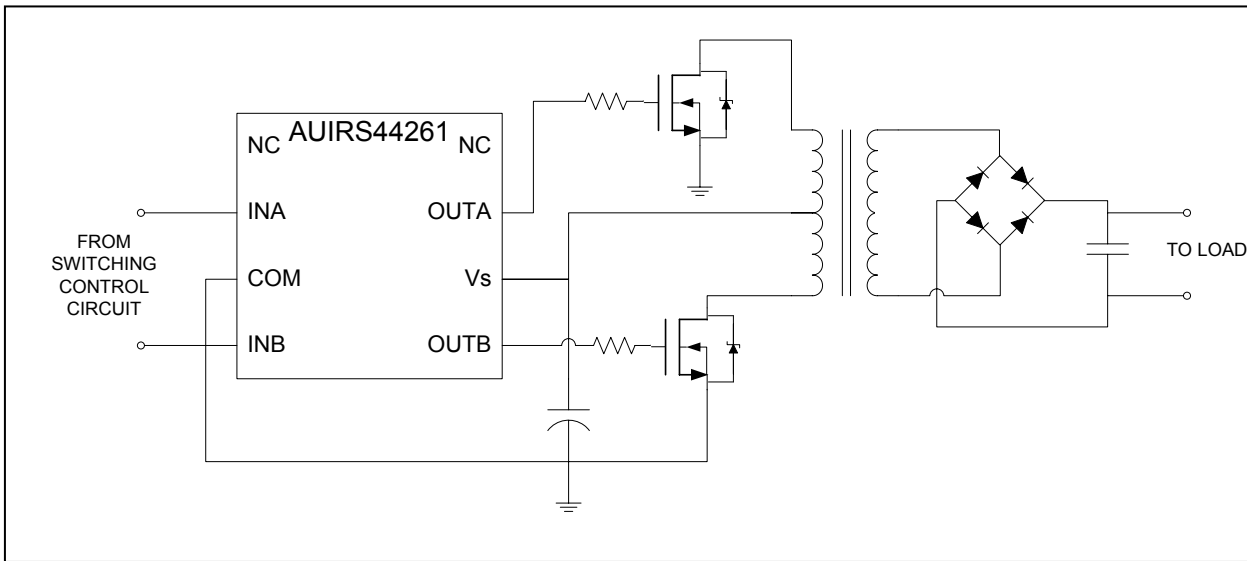 AUIRS44261
NC
NC
INA
OUTA
FROM
SWITCHING
CONTROL
CIRCUIT
COM
Vs
TO LOAD
INB
OUTB